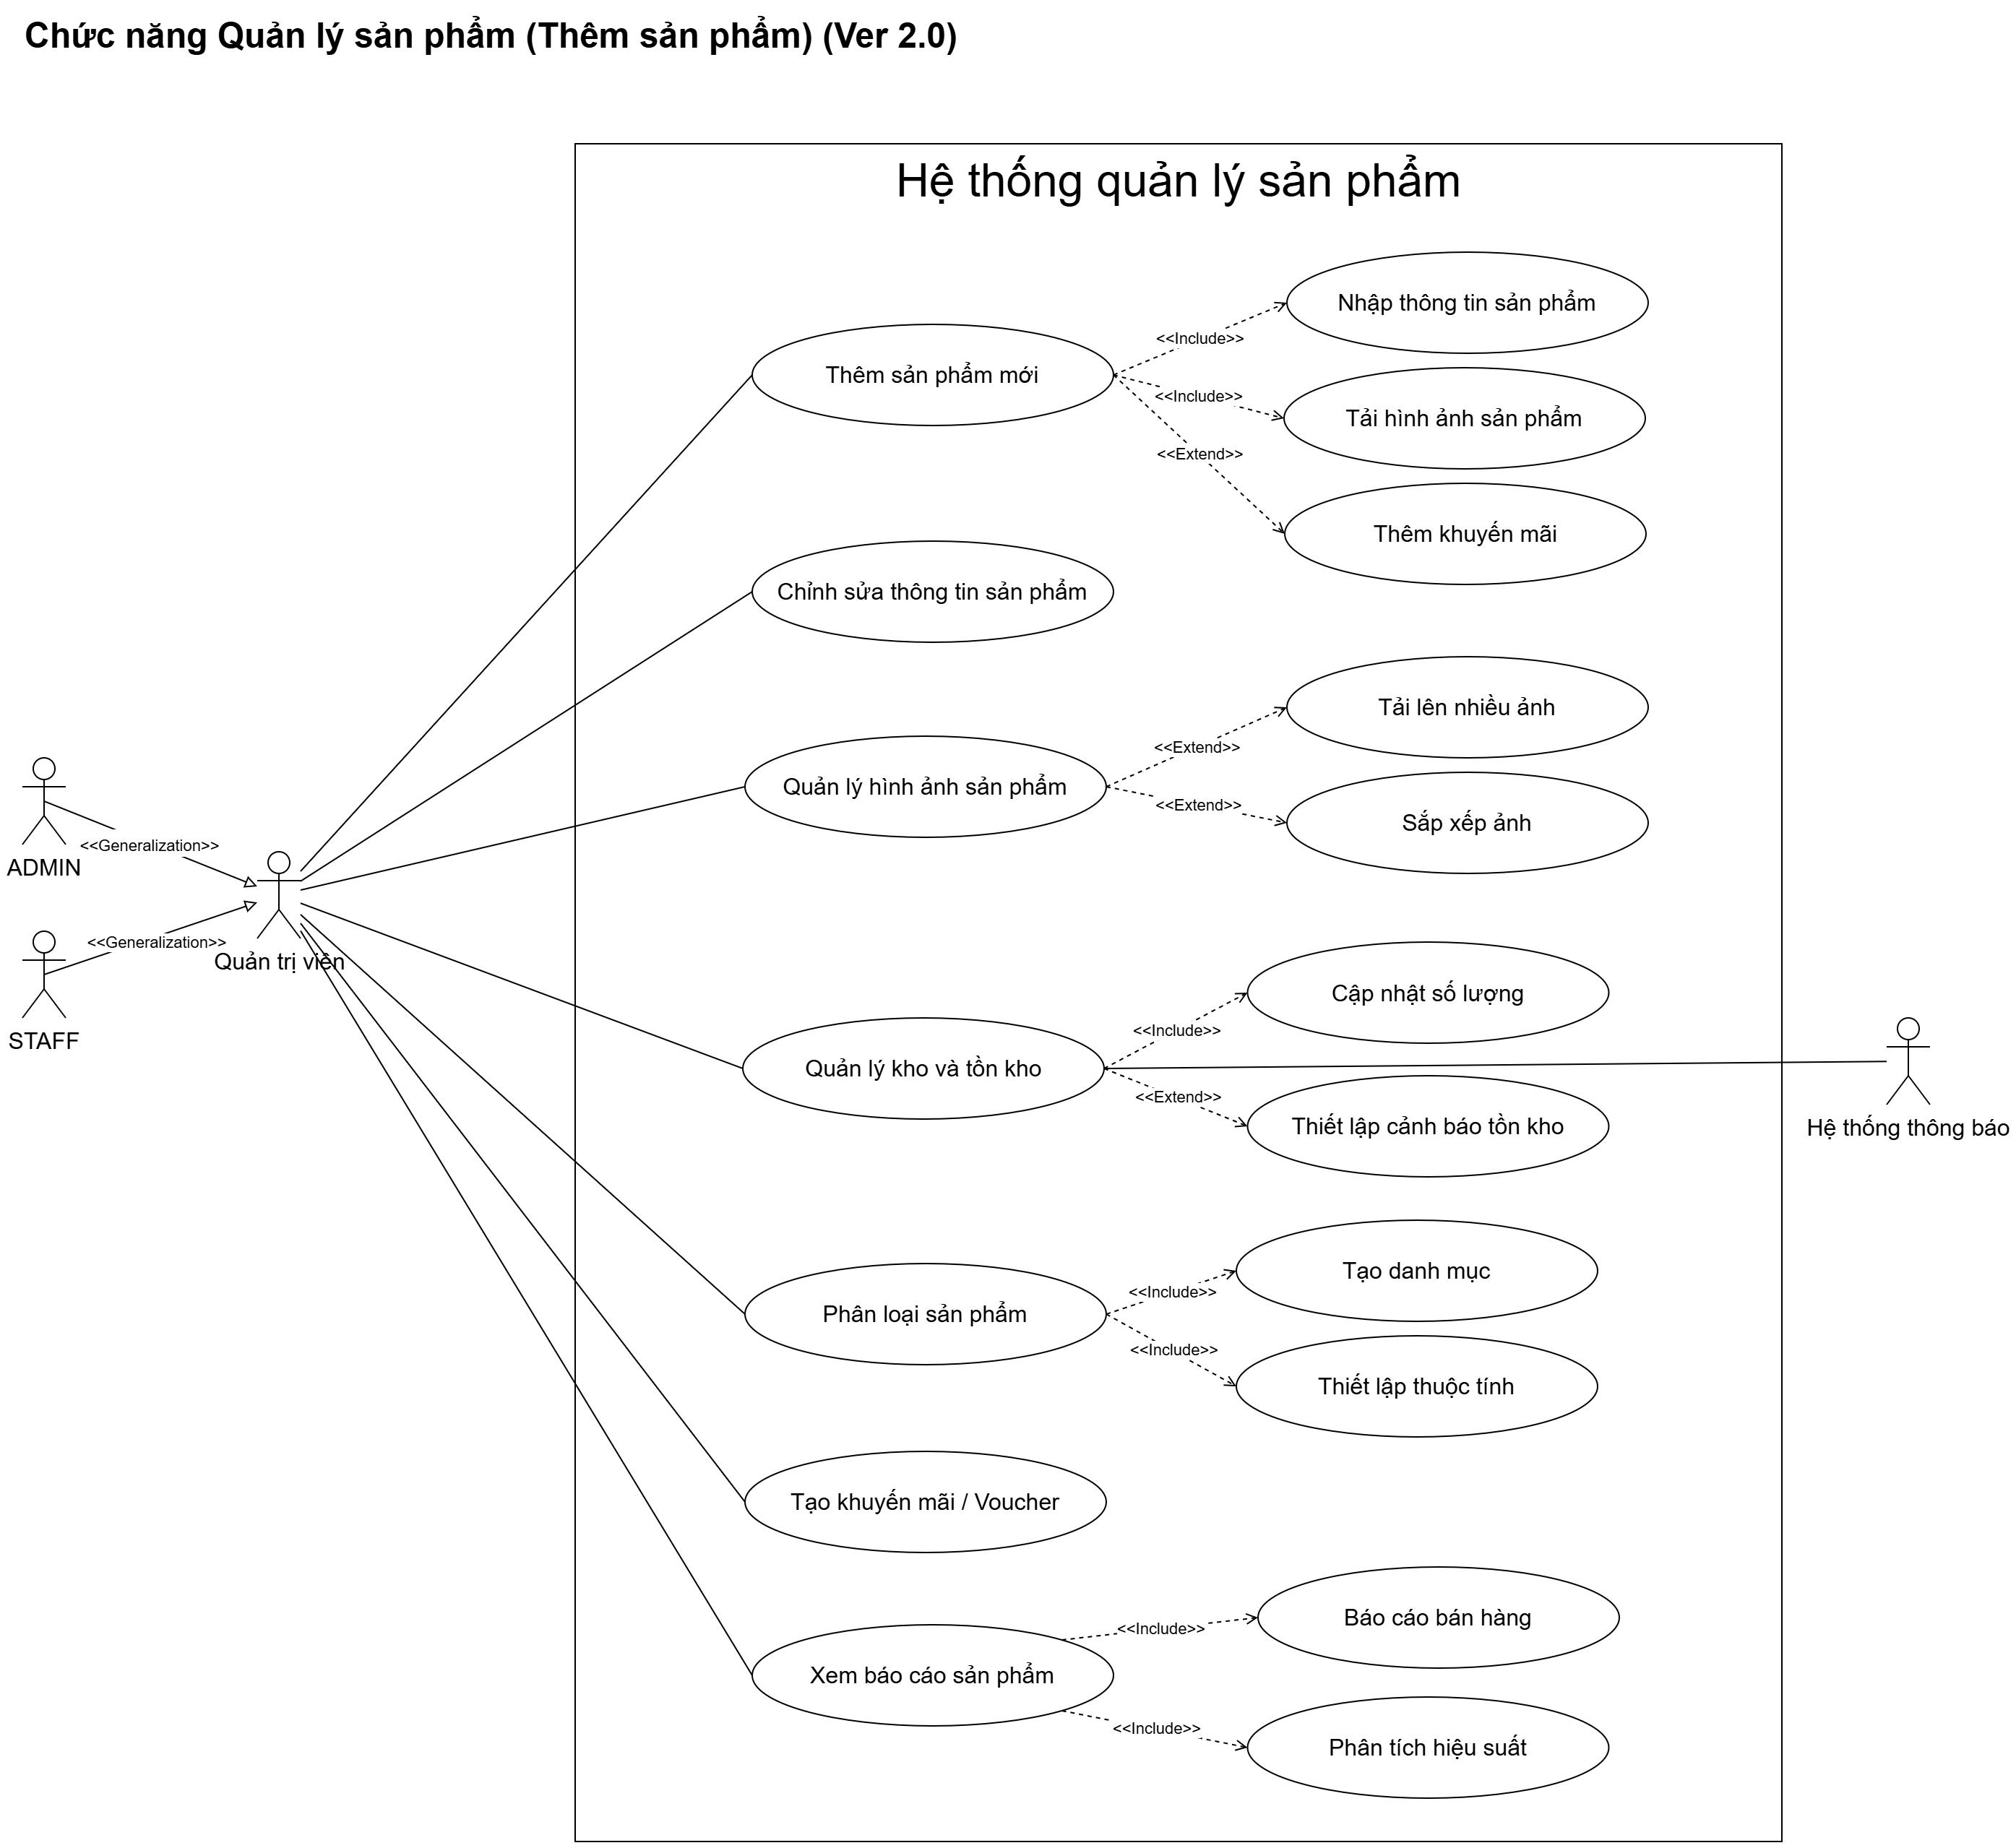 Chức năng Quản lý sản phẩm (Thêm sản phẩm) (Ver 2.0)
Hệ thống quản lý sản phẩm
Nhập thông tin sản phẩm
<<Include>>
Thêm sản phẩm mới
<<Include>>
Tải hình ảnh sản phẩm
<<Extend>>
Thêm khuyến mãi
Chỉnh sửa thông tin sản phẩm
Tải lên nhiều ảnh
<<Extend>>
Quản lý hình ảnh sản phẩm
<<Extend>>
Sắp xếp ảnh
<<Generalization>>
ADMIN
<<Generalization>>
Quản trị viên
STAFF
Cập nhật số lượng
<<Include>>
Quản lý kho và tồn kho
<<Extend>>
Thiết lập cảnh báo tồn kho
Hệ thống thông báo
Tạo danh mục
<<Include>>
Phân loại sản phẩm
<<Include>>
Thiết lập thuộc tính
Tạo khuyến mãi / Voucher
Báo cáo bán hàng
<<Include>>
Xem báo cáo sản phẩm
<<Include>>
Phân tích hiệu suất